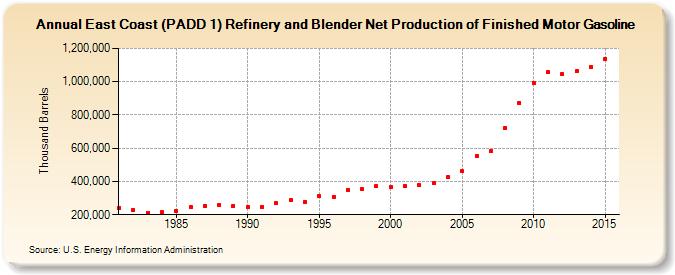 Annual East Coast (PADD 1) Refinery and Blender Net Production of Finished Motor Gasoline
Thousand Barrels
1,200,000
1,000,000
800,000
600,000
400,000
200,000
1985 1990 1995 2000 2005 2010 2015
Source: U.S. Energy Information Administration